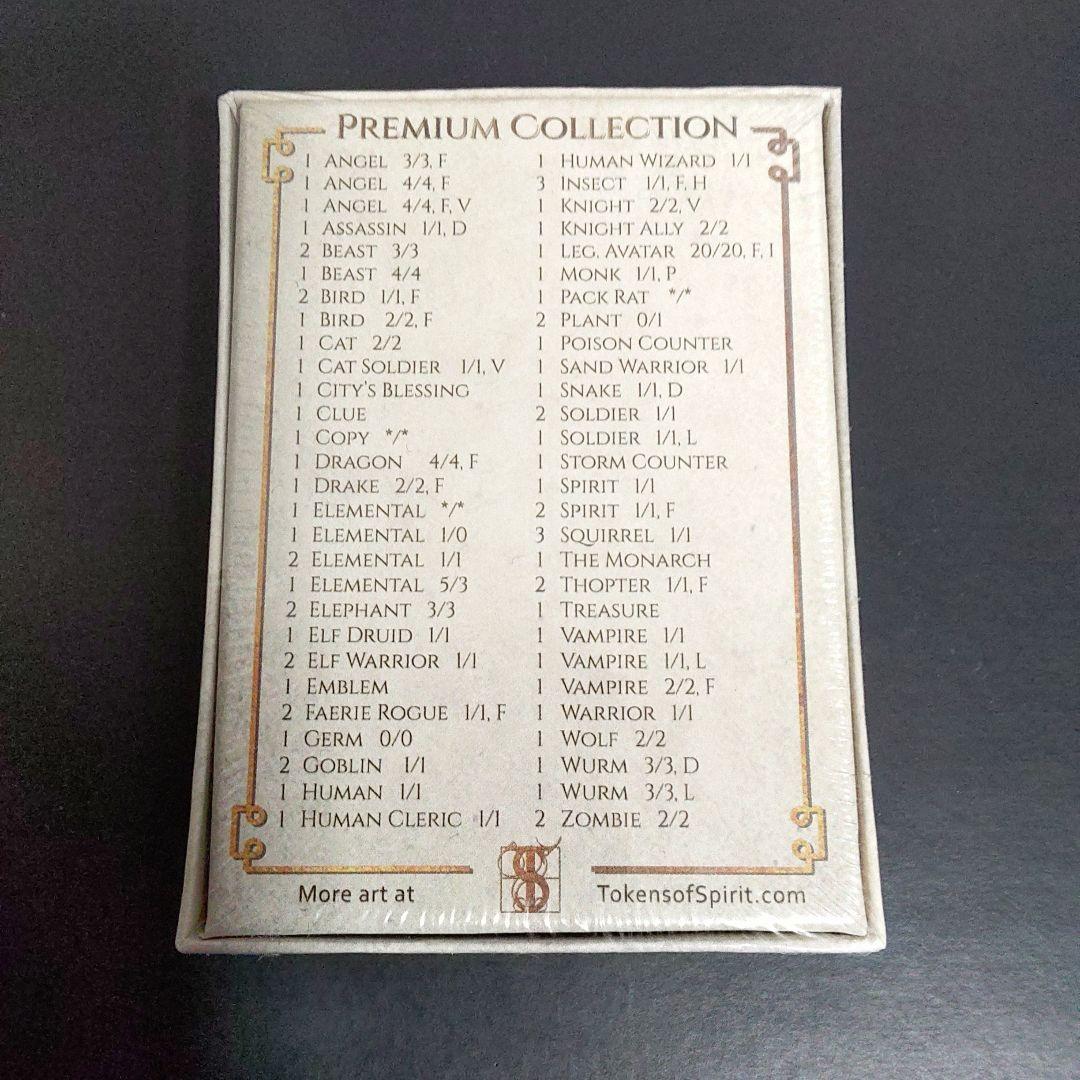 PREMIUM COLLECTION
1 ANGEL 3/3, F
1 ANGEL 4/4, F
1 ANGEL 4/4, F, V
1 ASSASSIN 1/1, D
2 BEAST 3/3
1 BEAST 4/4
2 BIRD 1/1, F
1 BIRD 2/2, F
1 CAT 2/2
1 CAT SOLDIER 1/1, V
1 CITY'S BLESSING
1 CLUE
1 COPY */*
1 DRAGON 4/4, F
1 DRAKE 2/2, F
1 ELEMENTAL */*
1 ELEMENTAL 1/0
2 ELEMENTAL 1/1
1 ELEMENTAL 5/3
2 ELEPHANT 3/3
1 ELF DRUID 1/1
2 ELF WARRIOR 1/1
1 EMBLEM
2 FAERIE ROGUE 1/1, F
1 GERM 0/0
2 GOBLIN 1/1
1 HUMAN 1/1
1 HUMAN CLERIC 1/1
1 HUMAN WIZARD 1/1
3 INSECT 1/1, F, H
1 KNIGHT 2/2, V
1 KNIGHT ALLY 2/2
1 LEG. AVATAR 20/20, F, I
1 MONK 1/1, P
1 PACK RAT */*
2 PLANT 0/1
1 POISON COUNTER
1 SAND WARRIOR 1/1
1 SNAKE 1/1, D
2 SOLDIER 1/1
1 SOLDIER 1/1, L
1 STORM COUNTER
1 SPIRIT 1/1
2 SPIRIT 1/1, F
3 SQUIRREL 1/1
1 THE MONARCH
2 THOPTER 1/1, F
1 TREASURE
1 VAMPIRE 1/1
1 VAMPIRE 1/1, L
1 VAMPIRE 2/2, F
1 WARRIOR 1/1
1 WOLF 2/2
1 WURM 3/3, D
1 WURM 3/3, L
2 ZOMBIE 2/2
More art at
TokensofSpirit.com